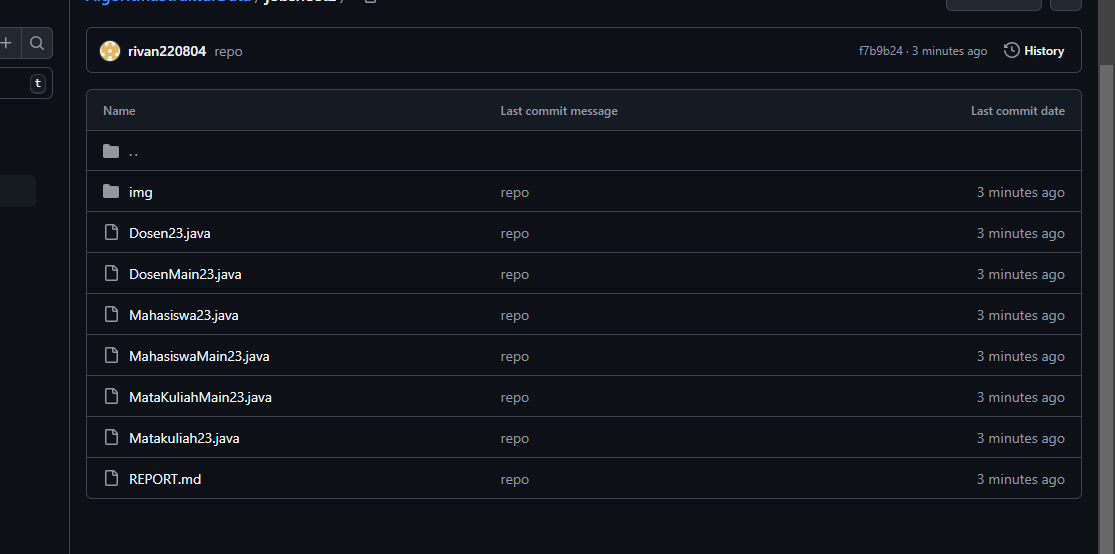 rivan220804 repo f7b9b24 · 3 minutes ago History
t
Name Last commit message Last commit date
..
img repo 3 minutes ago
Dosen23.java repo 3 minutes ago
DosenMain23.java repo 3 minutes ago
Mahasiswa23.java repo 3 minutes ago
MahasiswaMain23.java repo 3 minutes ago
MataKuliahMain23.java repo 3 minutes ago
Matakuliah23.java repo 3 minutes ago
REPORT.md repo 3 minutes ago